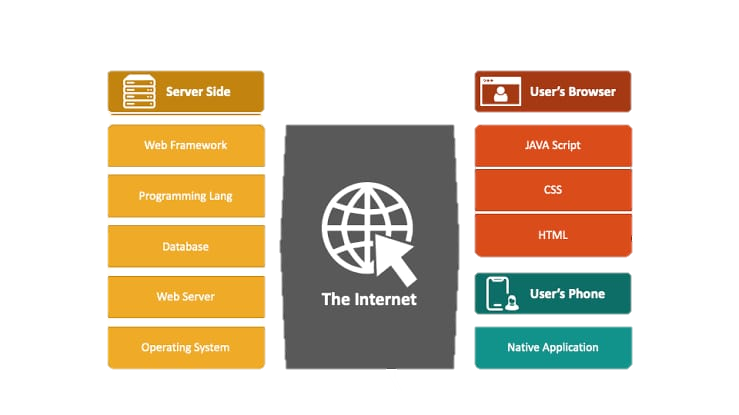 Server Side
Web Framework
Programming Lang
Database
Web Server
Operating System
The Internet
User's Browser
JAVA Script
CSS
HTML
User's Phone
Native Application